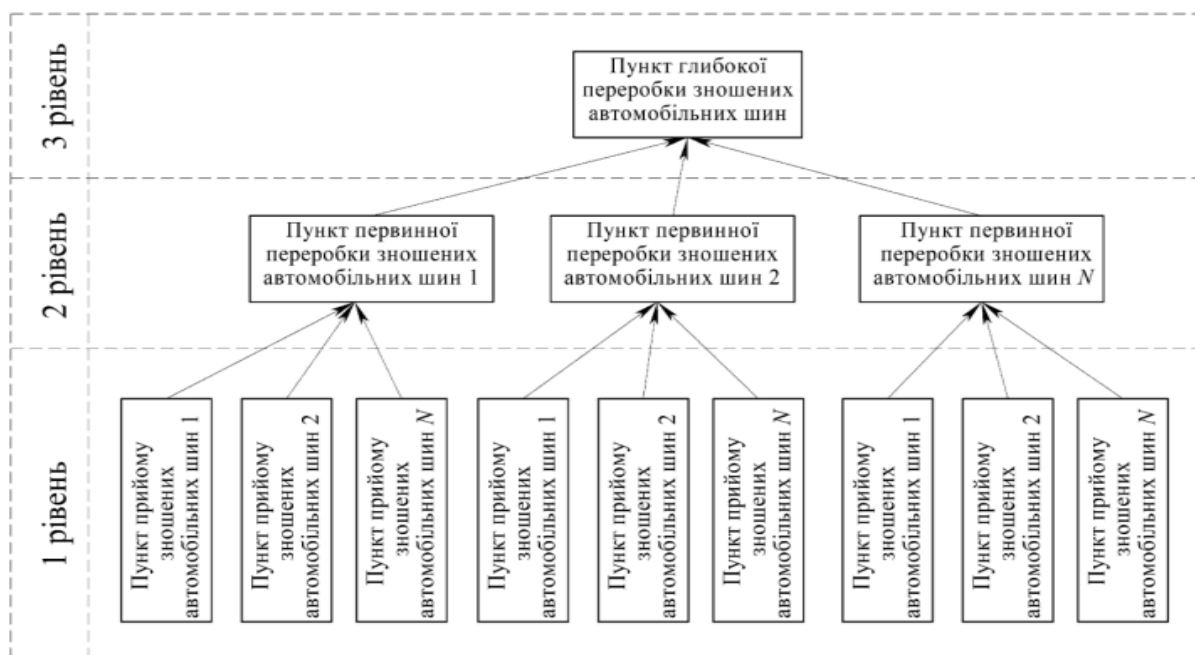 3 рівень
Пункт глибокої
переробки зношених
автомобільних шин
2 рівень
Пункт первинної
переробки зношених
автомобільних шин 1
Пункт первинної
переробки зношених
автомобільних шин 2
Пункт первинної
переробки зношених
автомобільних шин N
1 рівень
Пункт прийому
зношених
автомобільних шин 1
Пункт прийому
зношених
автомобільних шин 2
Пункт прийому
зношених
автомобільних шин N
Пункт прийому
зношених
автомобільних шин 1
Пункт прийому
зношених
автомобільних шин 2
Пункт прийому
зношених
автомобільних шин N
Пункт прийому
зношених
автомобільних шин 1
Пункт прийому
зношених
автомобільних шин 2
Пункт прийому
зношених
автомобільних шин N